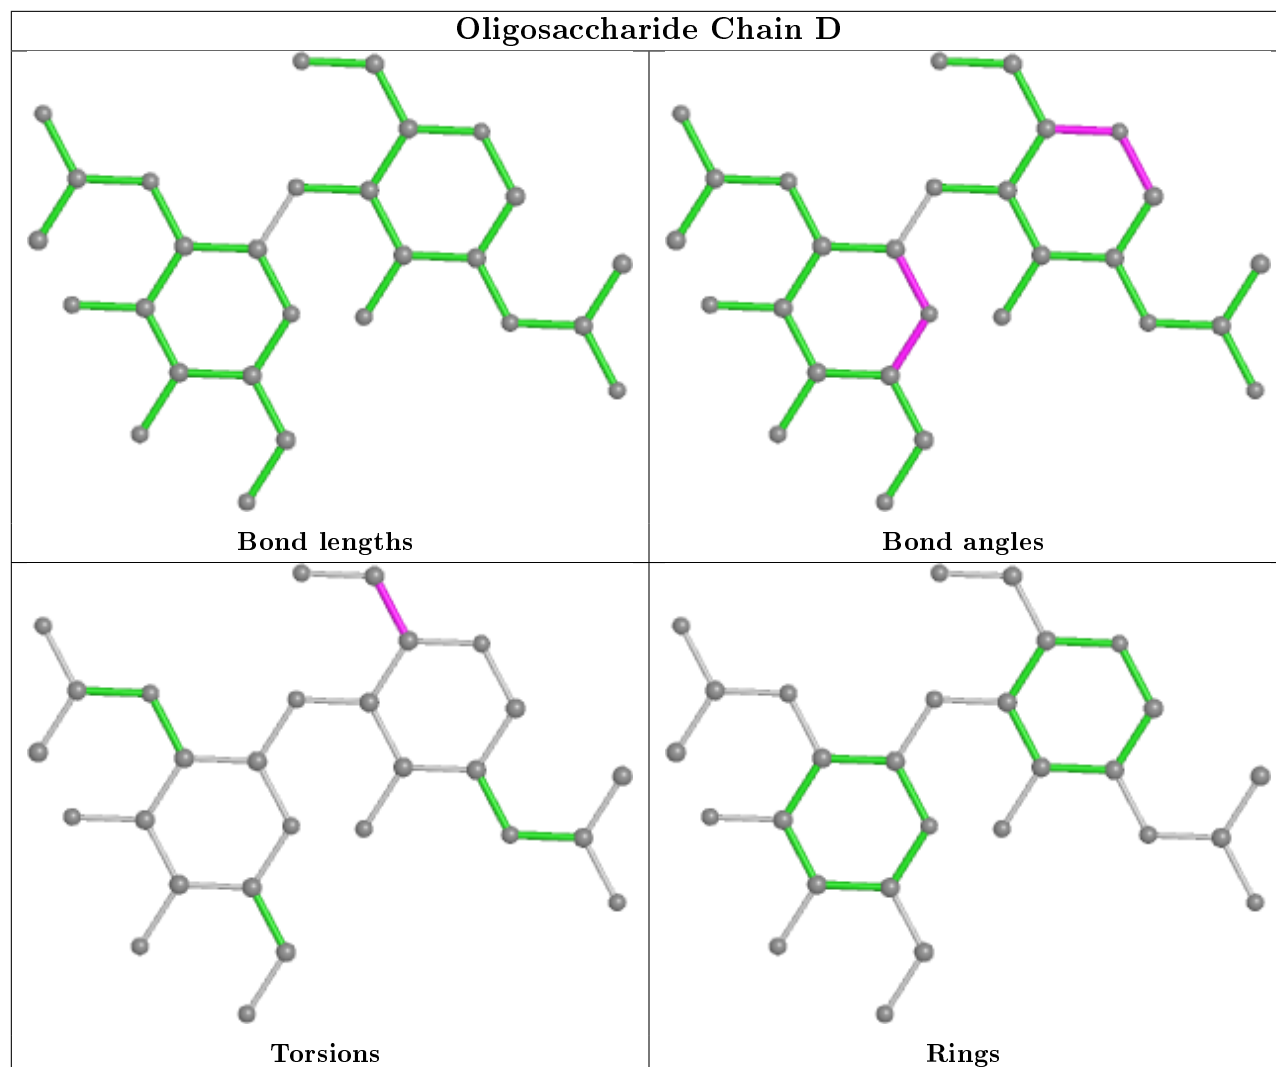 Oligosaccharide Chain D
Bond lengths
Bond angles
Torsions
Rings